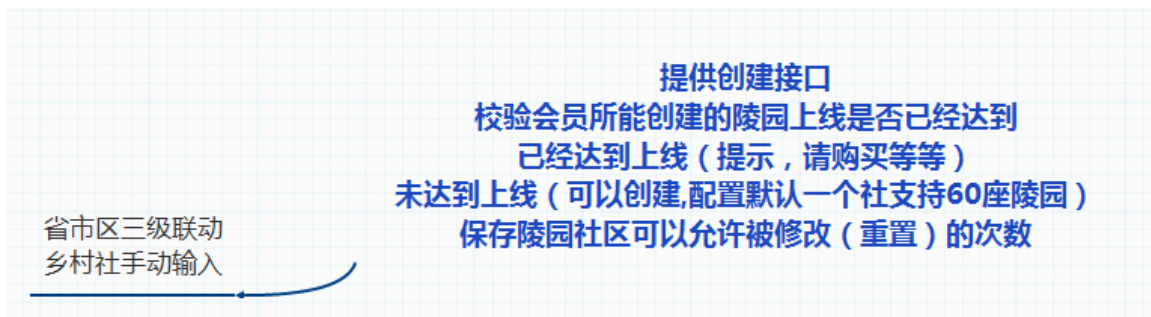 提供创建接口
校验会员所能创建的陵园上线是否已经达到
已经达到上线（提示，请购买等等）
未达到上线（可以创建,配置默认一个社支持60座陵园）
保存陵园社区可以允许被修改（重置）的次数
省市区三级联动
乡村社手动输入